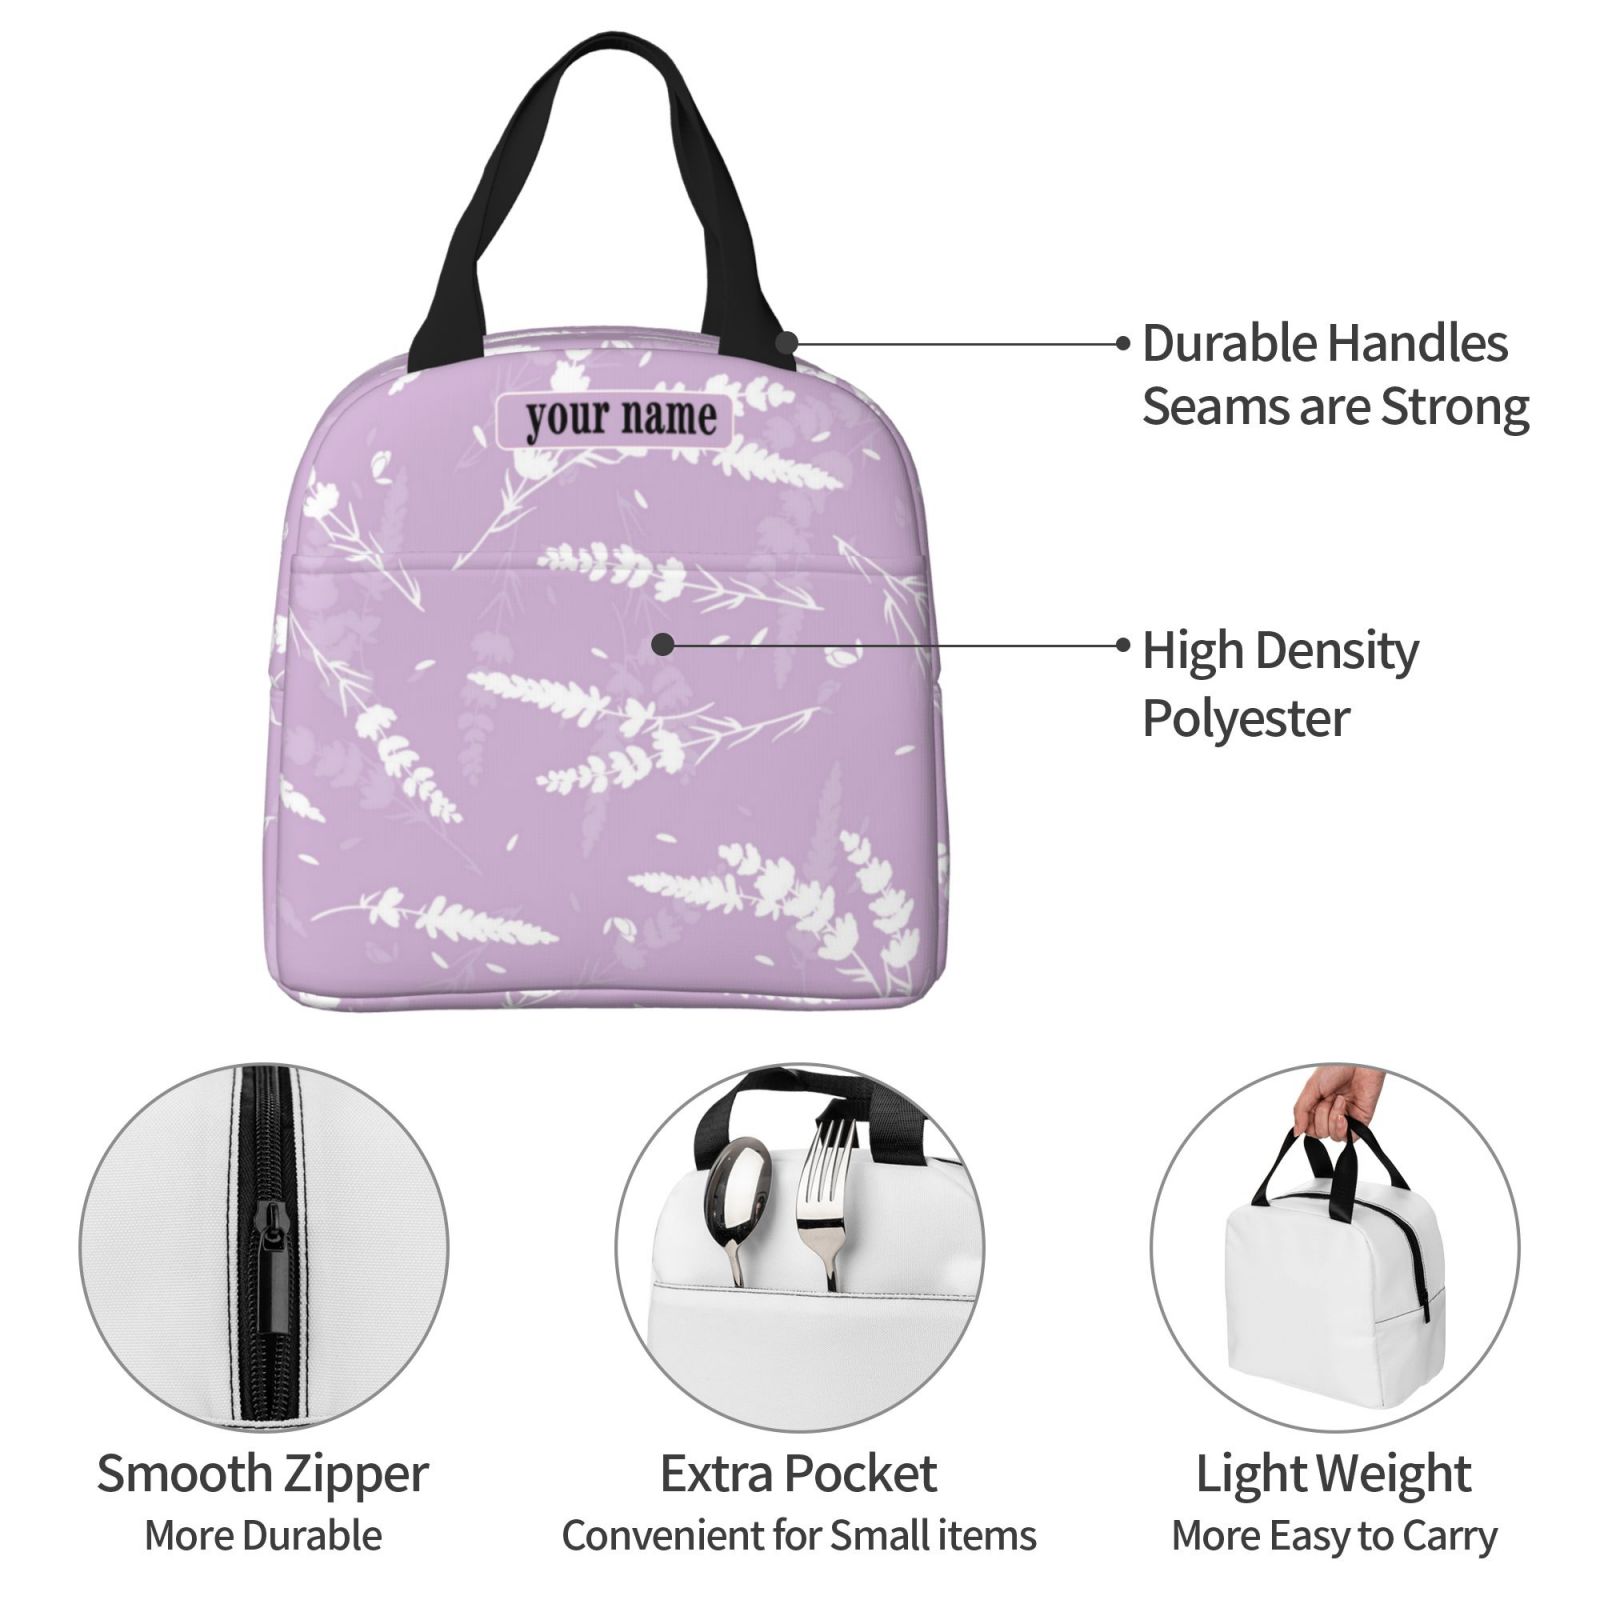 your name
Durable Handles
Seams are Strong
High Density
Polyester
Smooth Zipper
More Durable
Extra Pocket
Convenient for Small items
Light Weight
More Easy to Carry